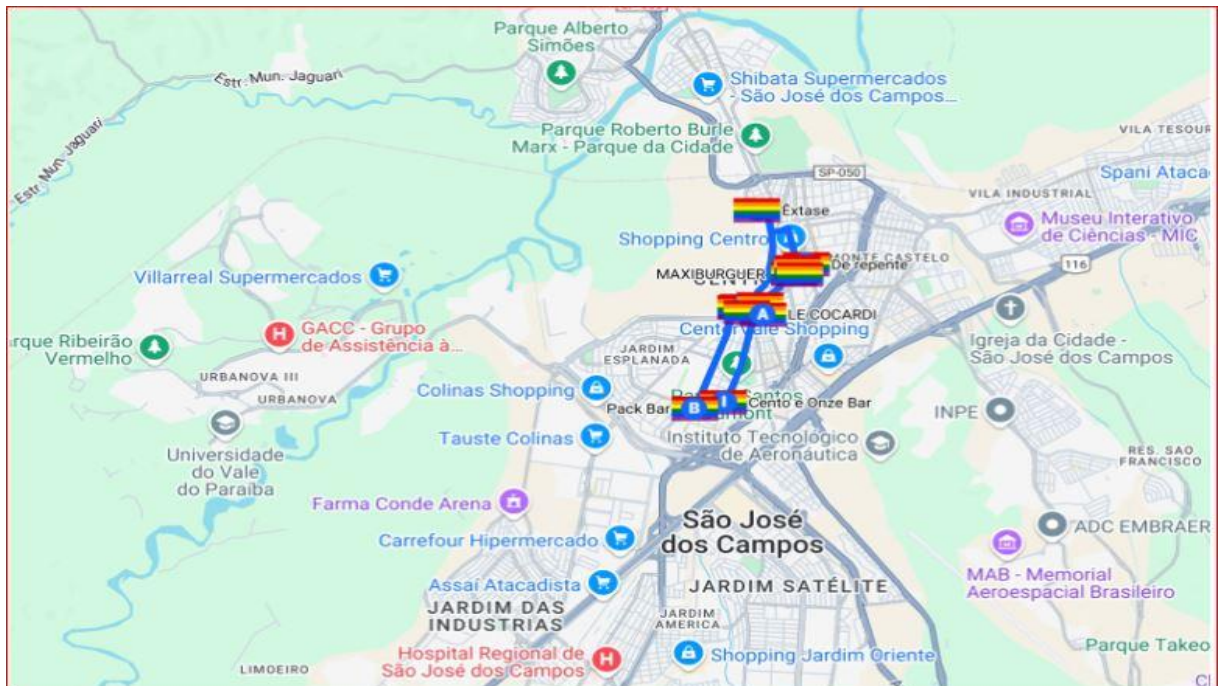 Parque Alberto
Simões
Estr. Mun. Jaguari
Shibata Supermercados
- São José dos Campos...
Parque Roberto Burle
Marx - Parque da Cidade
VILA TESOUR
SP-050
Spani Ataca
VILA INDUSTRIAL
Estr. Mun. Jaguari
Êxtase
Museu Interativo
de Ciências - MIC
Shopping Centro
MONTE CASTELO
De repente
116
MAXIBURGUER
Villarreal Supermercados
A
LE COCARDI
GACC - Grupo
de Assistência à...
H
CenterVale Shopping
Igreja da Cidade -
São José dos Campos
arque Ribeirão
Vermelho
JARDIM
ESPLANADA
URBANOVA III
URBANOVA
Colinas Shopping
Pack Bar
B
I
Cento e Onze Bar
INPE
Tauste Colinas
Instituto Tecnológico
de Aeronáutica
Universidade
do Vale
do Paraíba
RES. SAO
FRANCISCO
Farma Conde Arena
São José
dos Campos
ADC EMBRAER
Carrefour Hipermercado
MAB - Memorial
Aeroespacial Brasileiro
Assaí Atacadista
JARDIM SATÉLITE
JARDIM DAS
INDUSTRIAS
JARDIM
AMERICA
Parque Takeo
Hospital Regional de
São José dos Campos
H
Shopping Jardim Oriente
LIMOEIRO